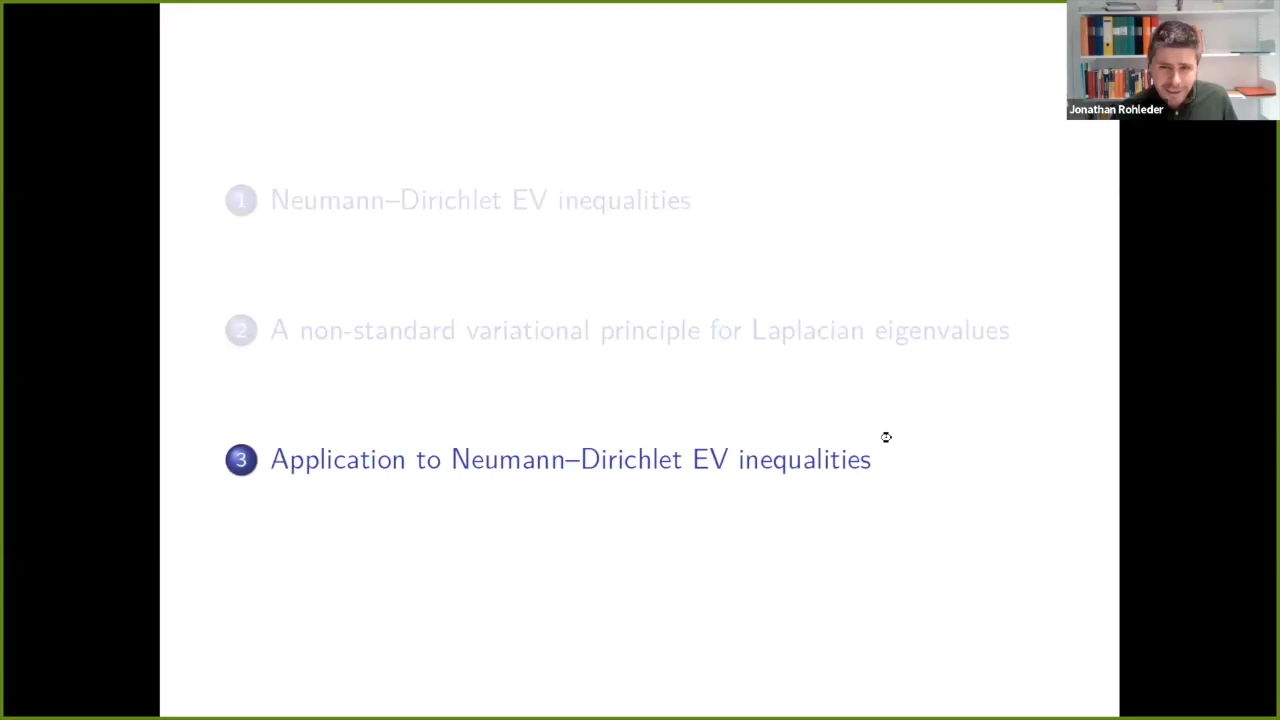 Jonathan Rohleder
1 Neumann–Dirichlet EV inequalities
2 A non-standard variational principle for Laplacian eigenvalues
3 Application to Neumann–Dirichlet EV inequalities